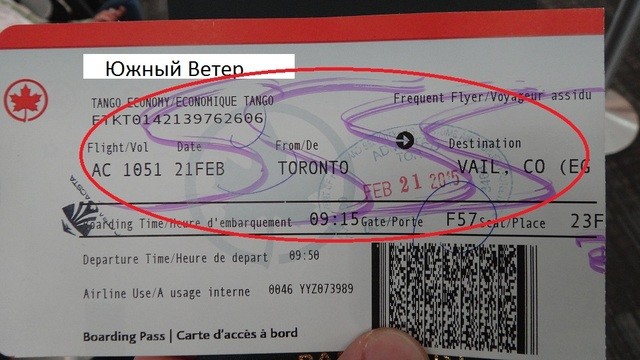 Южный Ветер
TANGO ECONOMY/ECONOMIQUE TANGO
Frequent Flyer/Voyageur assidu
ETKT0142139762606
Flight/Vol Date From/De Destination
AC 1051 21FEB TORONTO VAIL, CO (EG
FEB 21 2015
Boarding Time/Heure d'embarquement 09:15 Gate/Porte F57 Seat/Place 23F
Departure Time/Heure de depart 09:50
Airline Use/A usage interne 0046 YYZ073989
Boarding Pass | Carte d'accès à bord